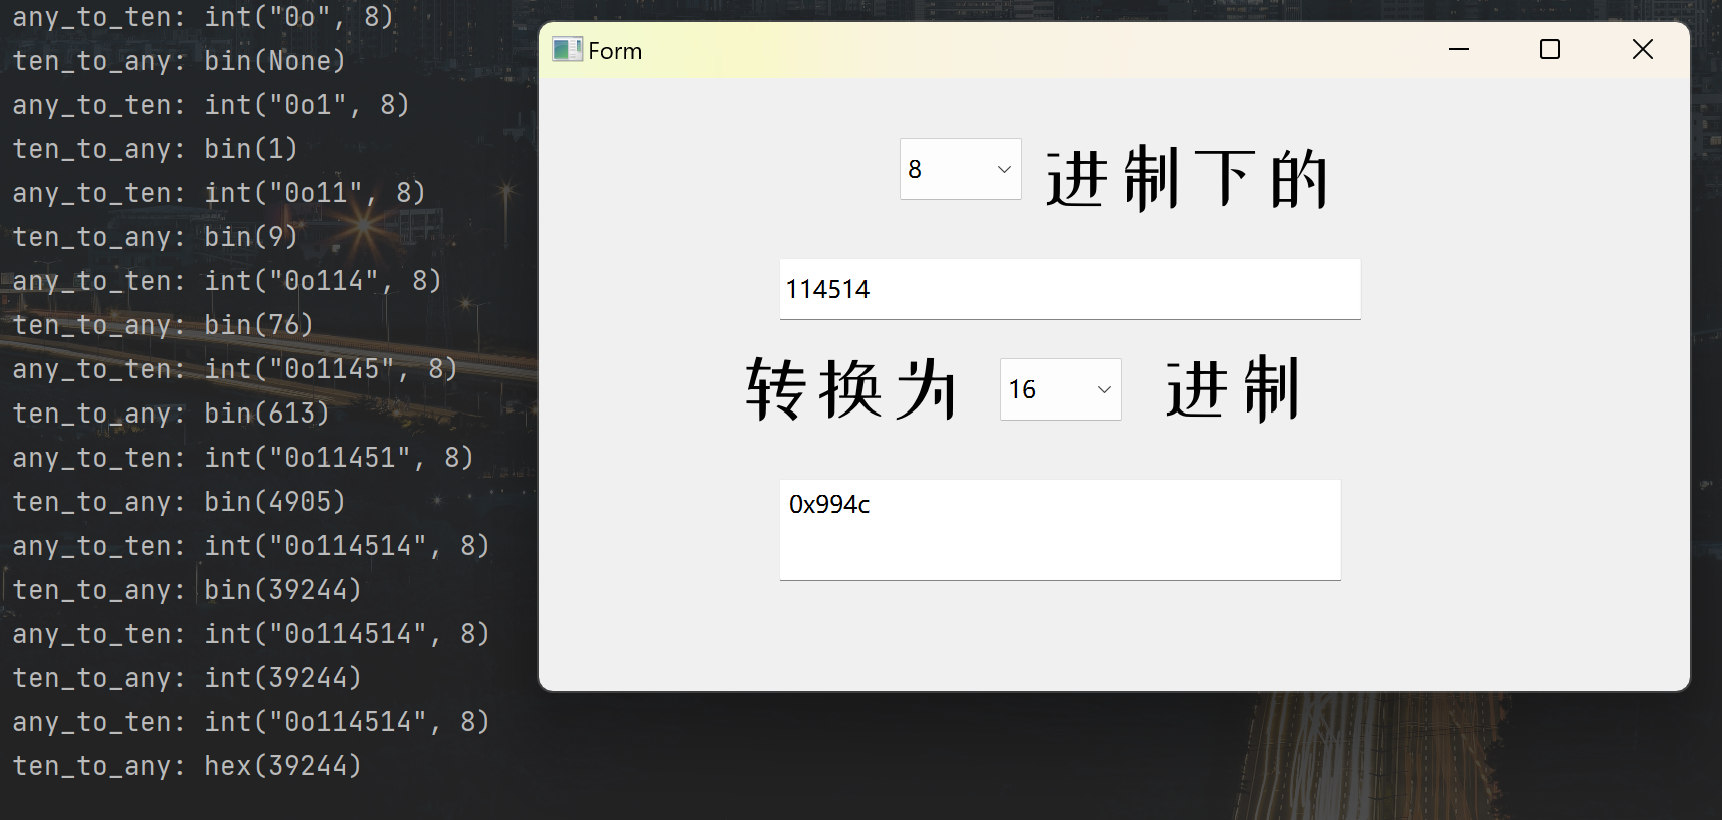 any_to_ten: int("0o", 8)
ten_to_any: bin(None)
any_to_ten: int("0o1", 8)
ten_to_any: bin(1)
any_to_ten: int("0o11", 8)
ten_to_any: bin(9)
any_to_ten: int("0o114", 8)
ten_to_any: bin(76)
any_to_ten: int("0o1145", 8)
ten_to_any: bin(613)
any_to_ten: int("0o11451", 8)
ten_to_any: bin(4905)
any_to_ten: int("0o114514", 8)
ten_to_any: bin(39244)
any_to_ten: int("0o114514", 8)
ten_to_any: int(39244)
any_to_ten: int("0o114514", 8)
ten_to_any: hex(39244)
Form
8 进制下的
114514
转换为 16 进制
0x994c